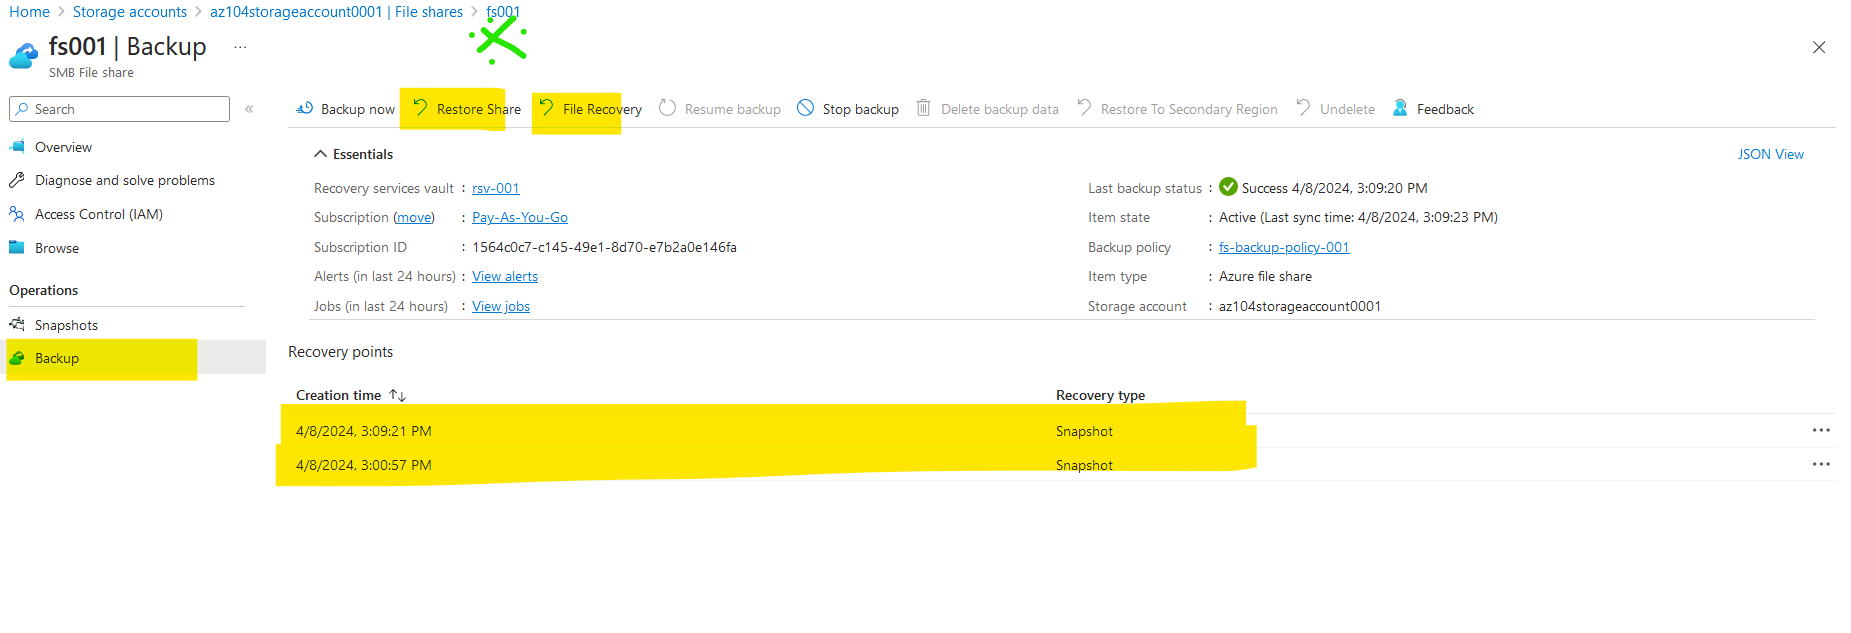 Home > Storage accounts > az104storageaccount0001 | File shares > fs001
fs001 | Backup ...
SMB File share
Search «
Backup now Restore Share File Recovery Resume backup Stop backup Delete backup data Restore To Secondary Region Undelete Feedback
Overview
Diagnose and solve problems
Access Control (IAM)
Browse
Operations
Snapshots
Backup
Essentials JSON View
Recovery services vault : rsv-001
Subscription (move) : Pay-As-You-Go
Subscription ID : 1564c0c7-c145-49e1-8d70-e7b2a0e146fa
Alerts (in last 24 hours) : View alerts
Jobs (in last 24 hours) : View jobs
Last backup status : Success 4/8/2024, 3:09:20 PM
Item state : Active (Last sync time: 4/8/2024, 3:09:23 PM)
Backup policy : fs-backup-policy-001
Item type : Azure file share
Storage account : az104storageaccount0001
Recovery points
Creation time ↑↓ Recovery type
4/8/2024, 3:09:21 PM Snapshot ...
4/8/2024, 3:00:57 PM Snapshot ...